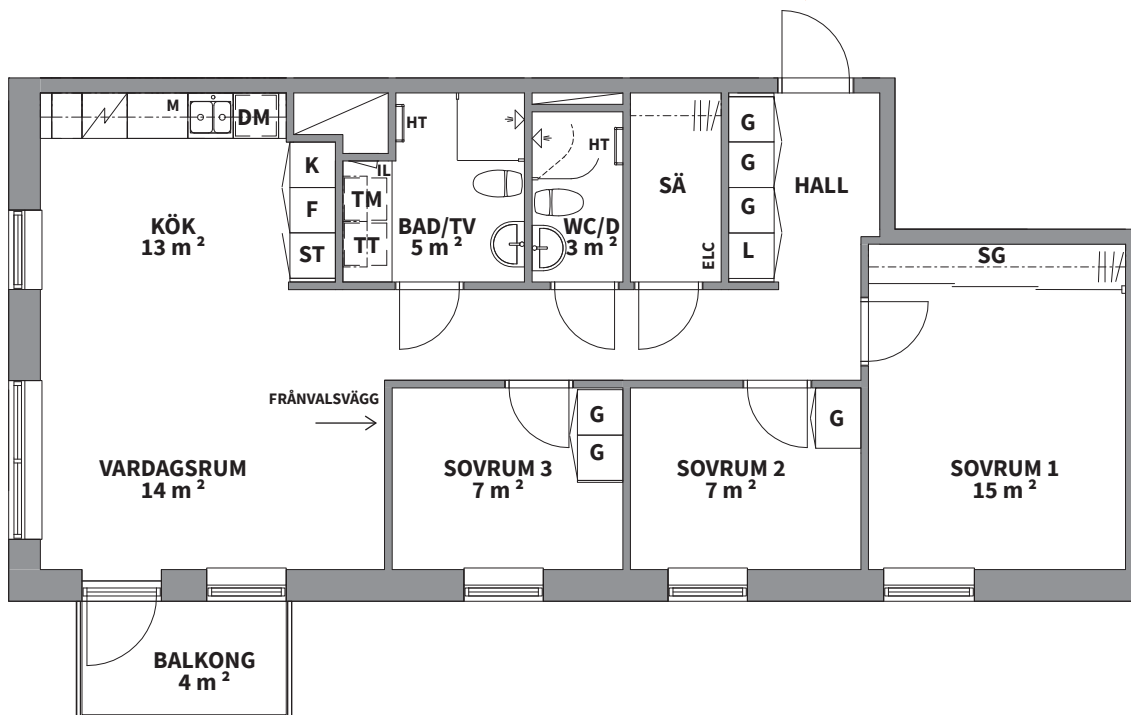 M
DM
HT
HT
K
F
ST
IL
TM
TT
G
G
G
L
KÖK
13 m ²
BAD/TV
5 m ²
WC/D
3 m ²
SÄ
ELC
HALL
SG
FRÅNVALSVÄGG
G
G
G
VARDAGSRUM
14 m ²
SOVRUM 3
7 m ²
SOVRUM 2
7 m ²
SOVRUM 1
15 m ²
BALKONG
4 m ²